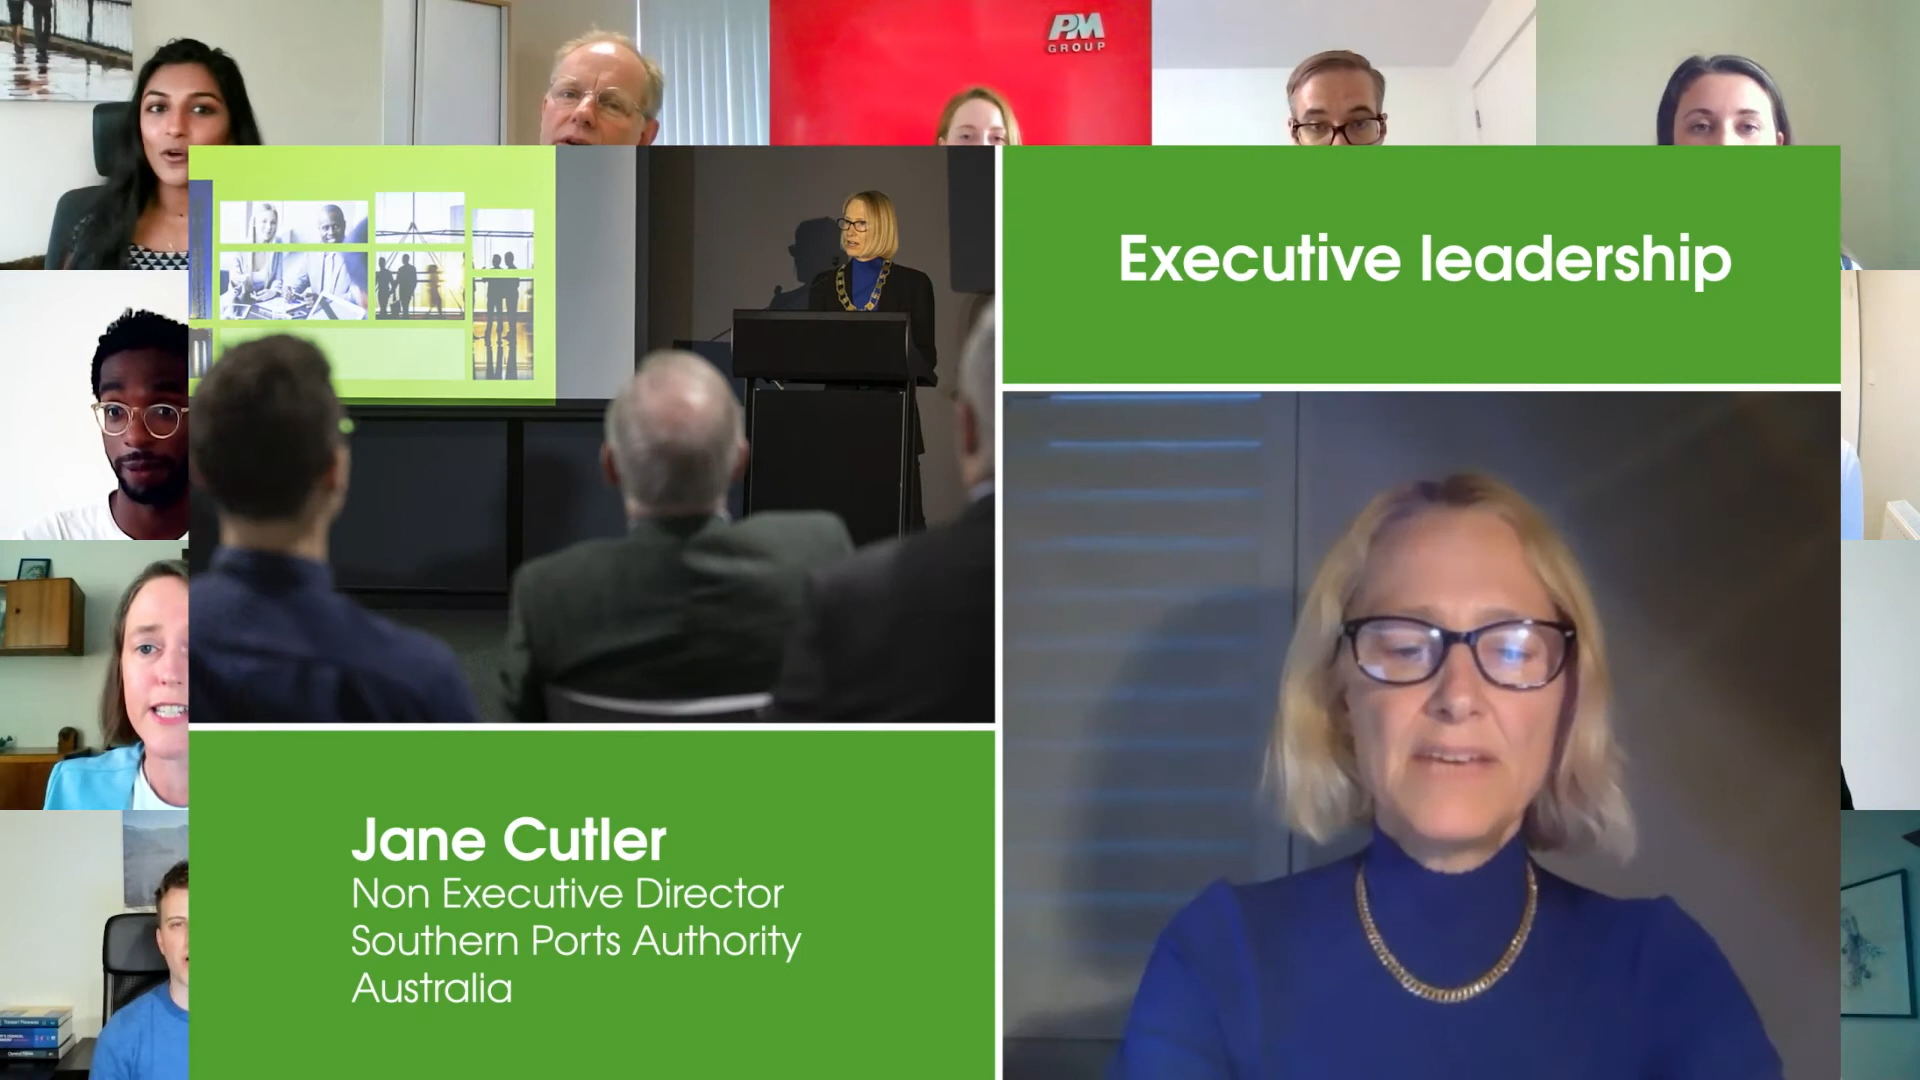 PM
GROUP
Executive leadership
Jane Cutler
Non Executive Director
Southern Ports Authority
Australia